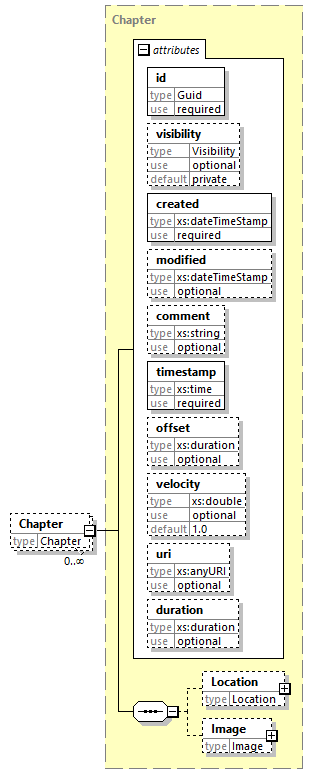 Chapter
attributes
id
type Guid
use required
visibility
type Visibility
use optional
default private
created
type xs:dateTimeStamp
use required
modified
type xs:dateTimeStamp
use optional
comment
type xs:string
use optional
timestamp
type xs:time
use required
offset
type xs:duration
use optional
velocity
type xs:double
use optional
default 1.0
uri
type xs:anyURI
use optional
duration
type xs:duration
use optional
Chapter
type Chapter
0..∞
Location
type Location
Image
type Image